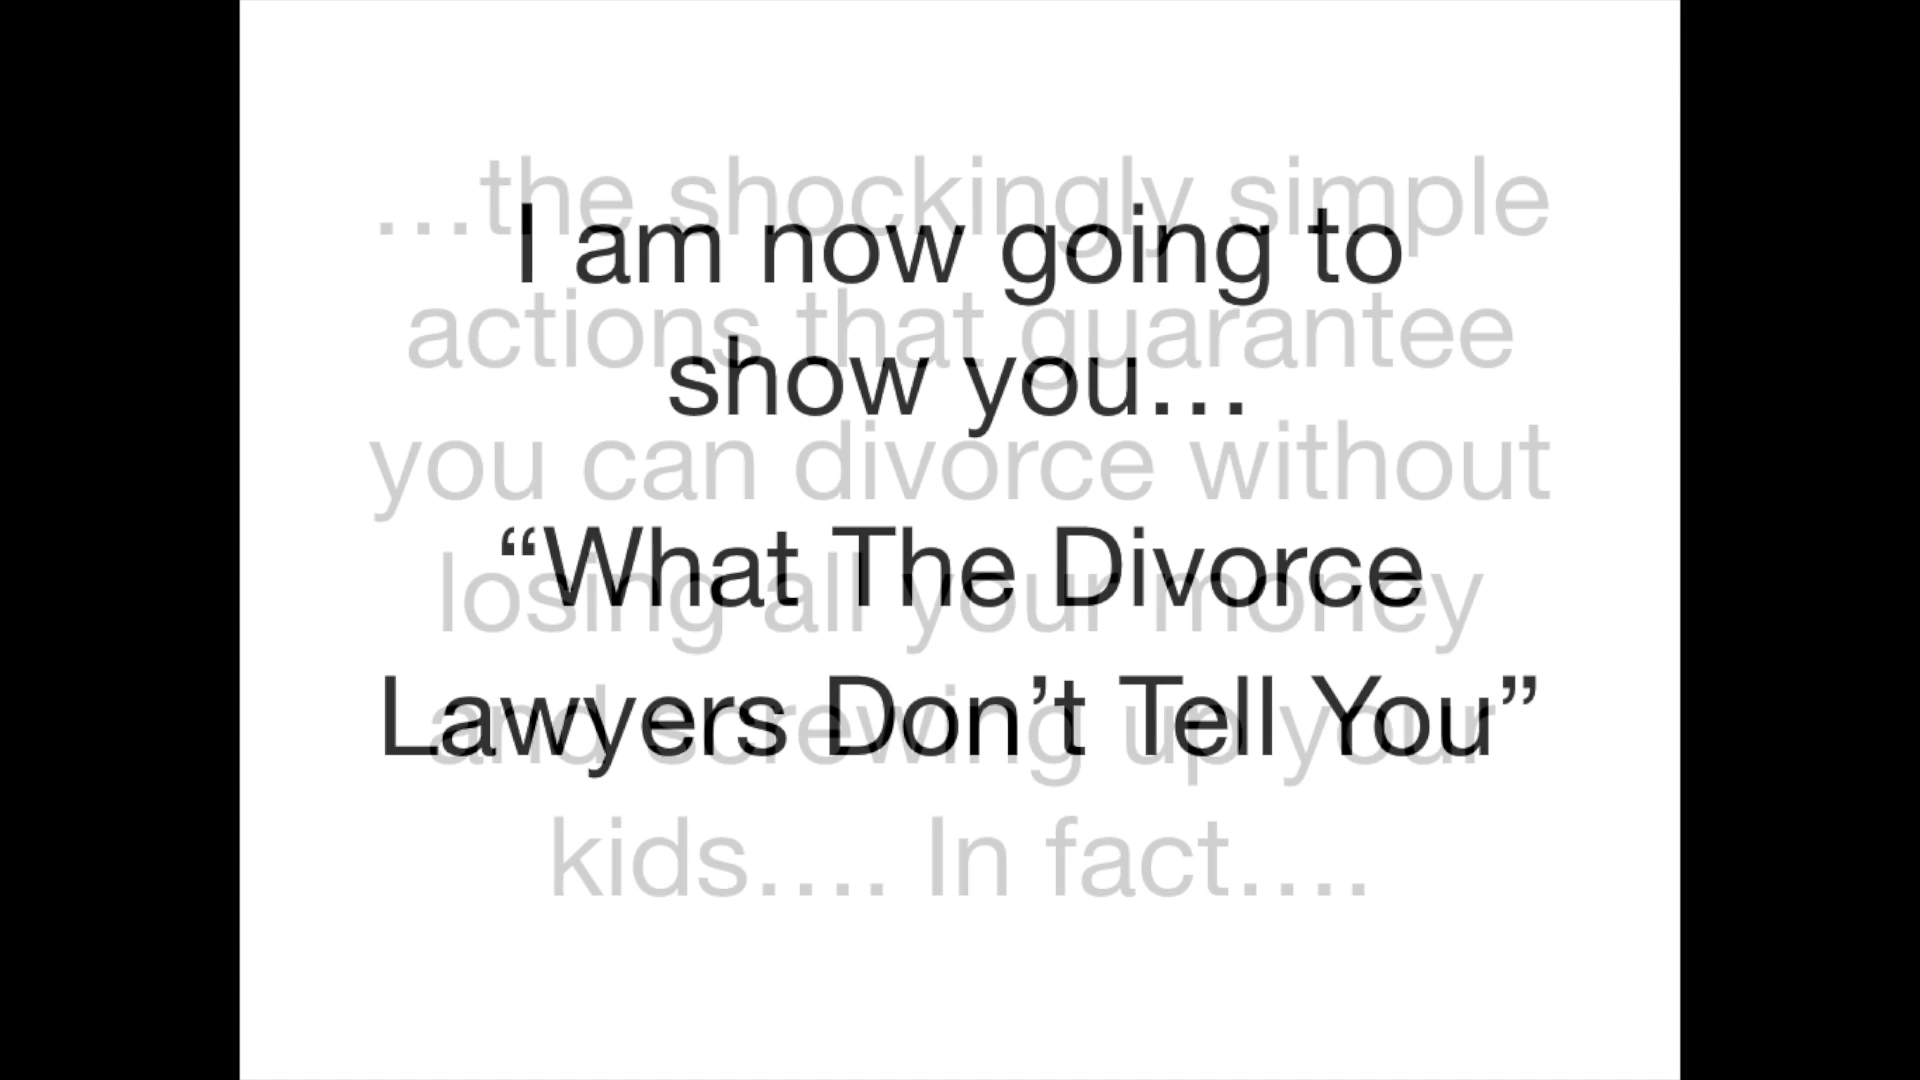 I am now going to
show you…
“What The Divorce
Lawyers Don’t Tell You”
…the shockingly simple
actions that guarantee
you can divorce without
losing all your money
and screwing up your
kids…. In fact….